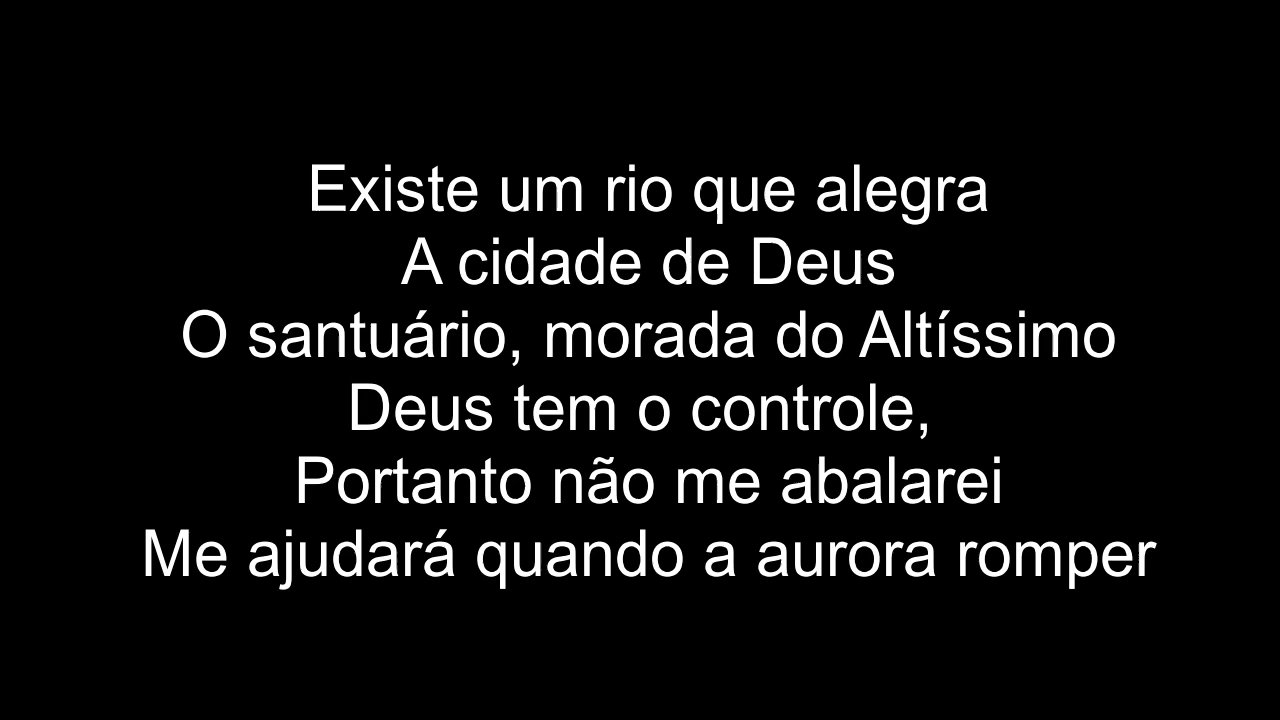 Existe um rio que alegra
A cidade de Deus
O santuário, morada do Altíssimo
Deus tem o controle,
Portanto não me abalarei
Me ajudará quando a aurora romper